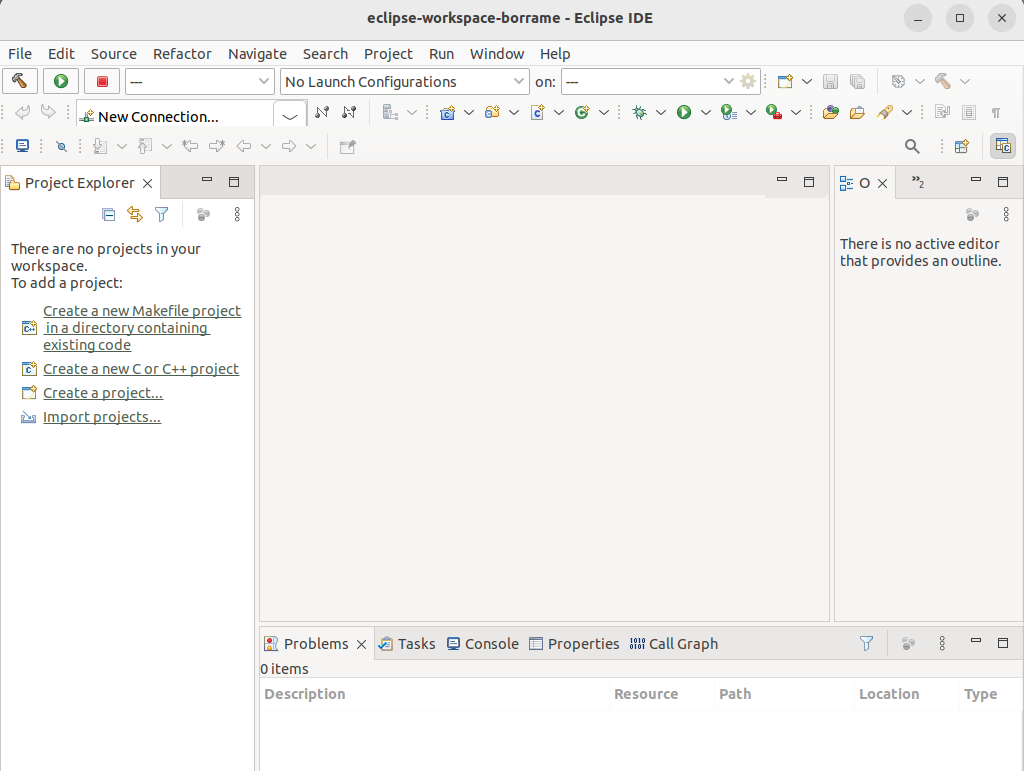 eclipse-workspace-borrame - Eclipse IDE
File Edit Source Refactor Navigate Search Project Run Window Help
--- No Launch Configurations on: ---
New Connection...
Project Explorer
O
»2
There are no projects in your
workspace.
To add a project:
Create a new Makefile project
in a directory containing
existing code
Create a new C or C++ project
Create a project...
Import projects...
There is no active editor
that provides an outline.
Problems Tasks Console Properties Call Graph
0 items
Description Resource Path Location Type